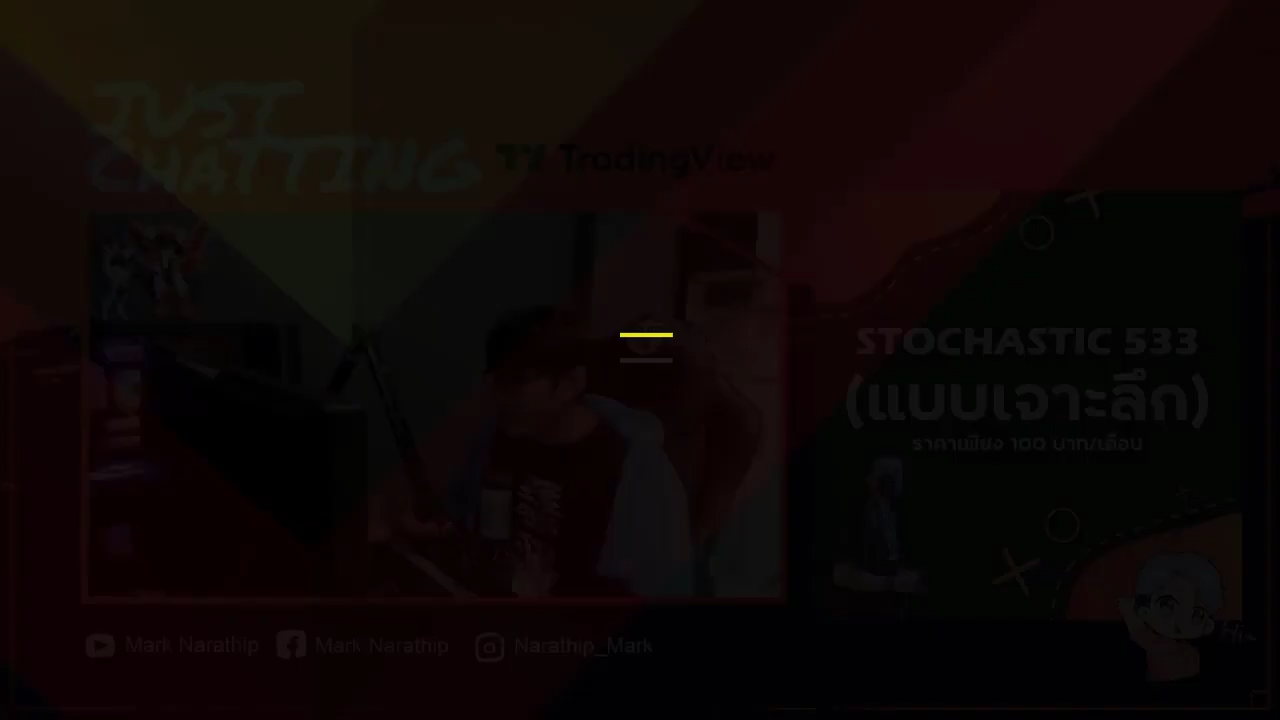 JUST
CHATTING
TradingView
STOCHASTIC 533
(แบบเจาะลึก)
ราคาเพียง 100 บาท/เดือน
Hi~
Mark Narathip Mark Narathip Narathip_Mark